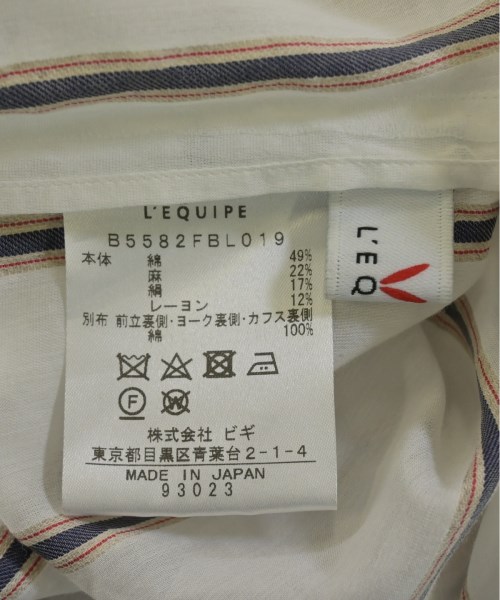 L'EQUIPE
B5582FBL019
本体 綿 49%
麻 22%
絹 17%
レーヨン 12%
別布 前立裏側・ヨーク裏側・カフス裏側
綿 100%
F W
株式会社 ビギ
東京都目黒区青葉台2-1-4
MADE IN JAPAN
93023
L'EQ